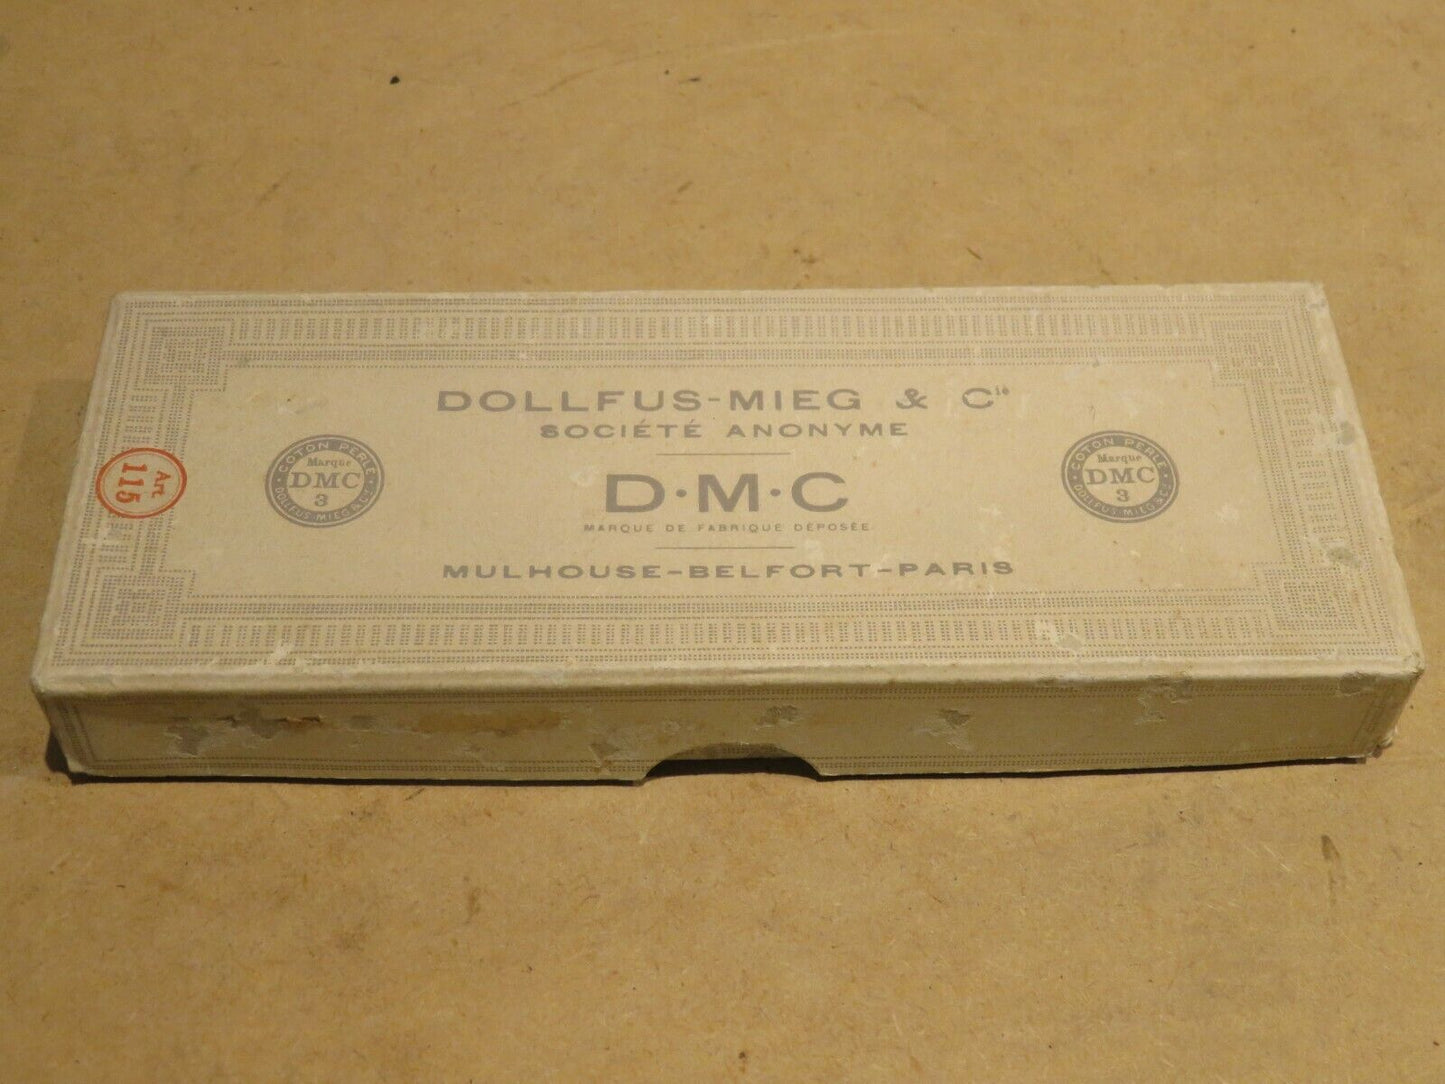 DOLLFUS-MIEG & Cie
SOCIÉTÉ ANONYME
D·M·C
MARQUE DE FABRIQUE DÉPOSÉE
MULHOUSE-BELFORT-PARIS
Art.
115
COTON PERLÉ
Marque
DMC
3
DOLLFUS-MIEG & Cie
COTON PERLÉ
Marque
DMC
3
DOLLFUS-MIEG & Cie